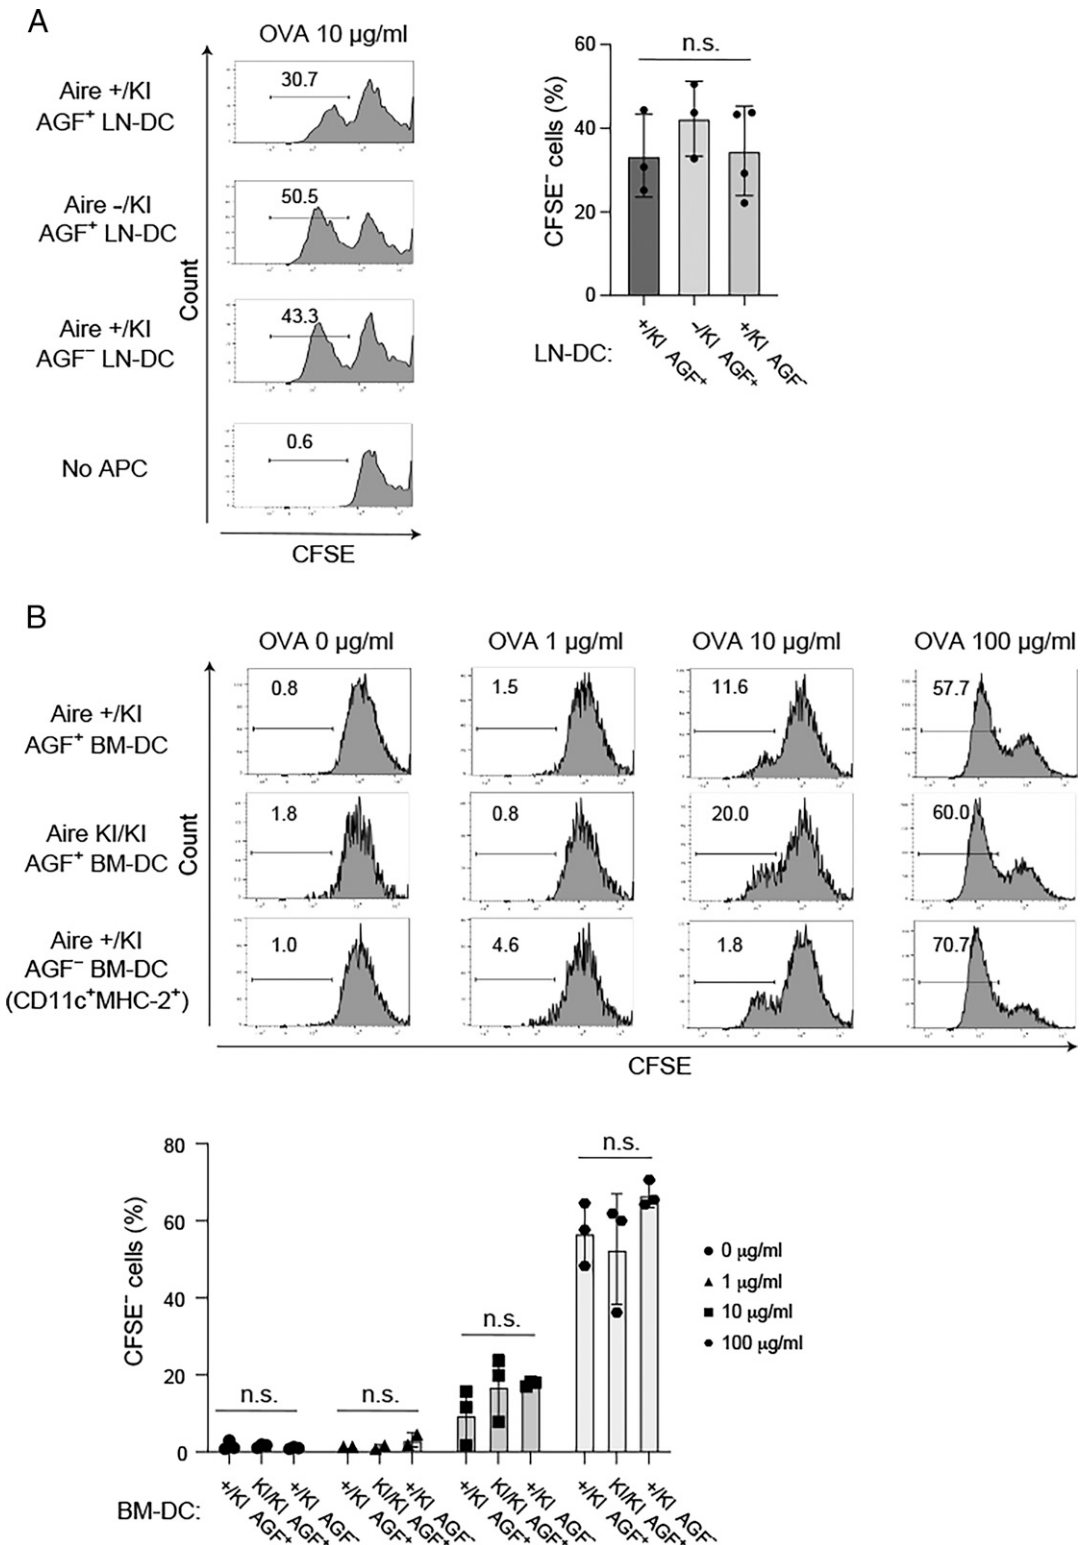 A
OVA 10 µg/ml
Aire +/KI
AGF⁺ LN-DC
30.7
Aire -/KI
AGF⁺ LN-DC
50.5
Aire +/KI
AGF⁻ LN-DC
43.3
No APC
0.6
Count
CFSE
n.s.
CFSE⁻ cells (%)
60
40
20
0
LN-DC:
+/KI AGF⁺
-/KI AGF⁺
+/KI AGF⁻
B
OVA 0 µg/ml
OVA 1 µg/ml
OVA 10 µg/ml
OVA 100 µg/ml
Aire +/KI
AGF⁺ BM-DC
0.8
1.5
11.6
57.7
Aire KI/KI
AGF⁺ BM-DC
1.8
0.8
20.0
60.0
Aire +/KI
AGF⁻ BM-DC
(CD11c⁺MHC-2⁺)
1.0
4.6
1.8
70.7
Count
CFSE
CFSE⁻ cells (%)
80
60
40
20
0
n.s.
n.s.
n.s.
n.s.
0 µg/ml
1 µg/ml
10 µg/ml
100 µg/ml
BM-DC:
+/KI AGF⁺
KI/KI AGF⁺
+/KI AGF⁻
+/KI AGF⁺
KI/KI AGF⁺
+/KI AGF⁻
+/KI AGF⁺
KI/KI AGF⁺
+/KI AGF⁻
+/KI AGF⁺
KI/KI AGF⁺
+/KI AGF⁻